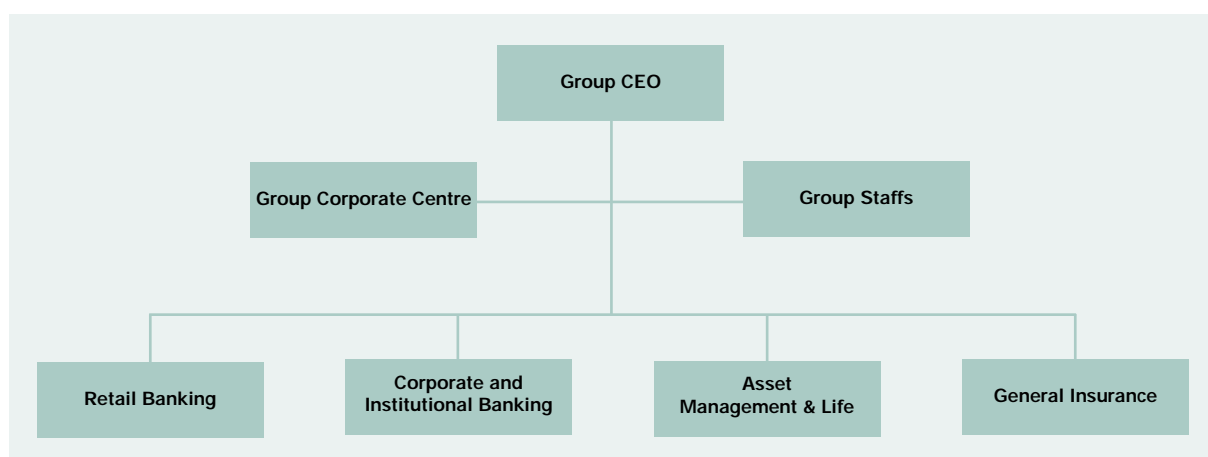 Group CEO
Group Corporate Centre
Group Staffs
Retail Banking
Corporate and
Institutional Banking
Asset
Management & Life
General Insurance